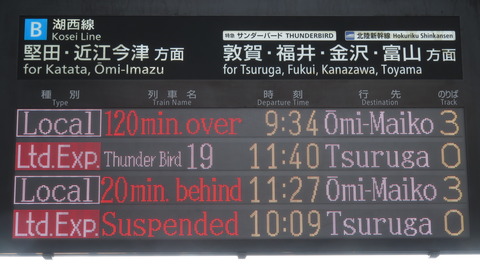 B 湖西線
Kosei Line
堅田・近江今津 方面
for Katata, Ōmi-Imazu
特急 サンダーバード THUNDERBIRD 北陸新幹線 Hokuriku Shinkansen
敦賀・福井・金沢・富山 方面
for Tsuruga, Fukui, Kanazawa, Toyama
種別 列車名 時刻 行先 のりば
Type Train Name Departure Time Destination Track
Local 120min.over 9:34 Ōmi-Maiko 3
Ltd.Exp. Thunder Bird 19 11:40 Tsuruga 0
Local 20min. behind 11:27 Ōmi-Maiko 3
Ltd.Exp. Suspended 10:09 Tsuruga 0